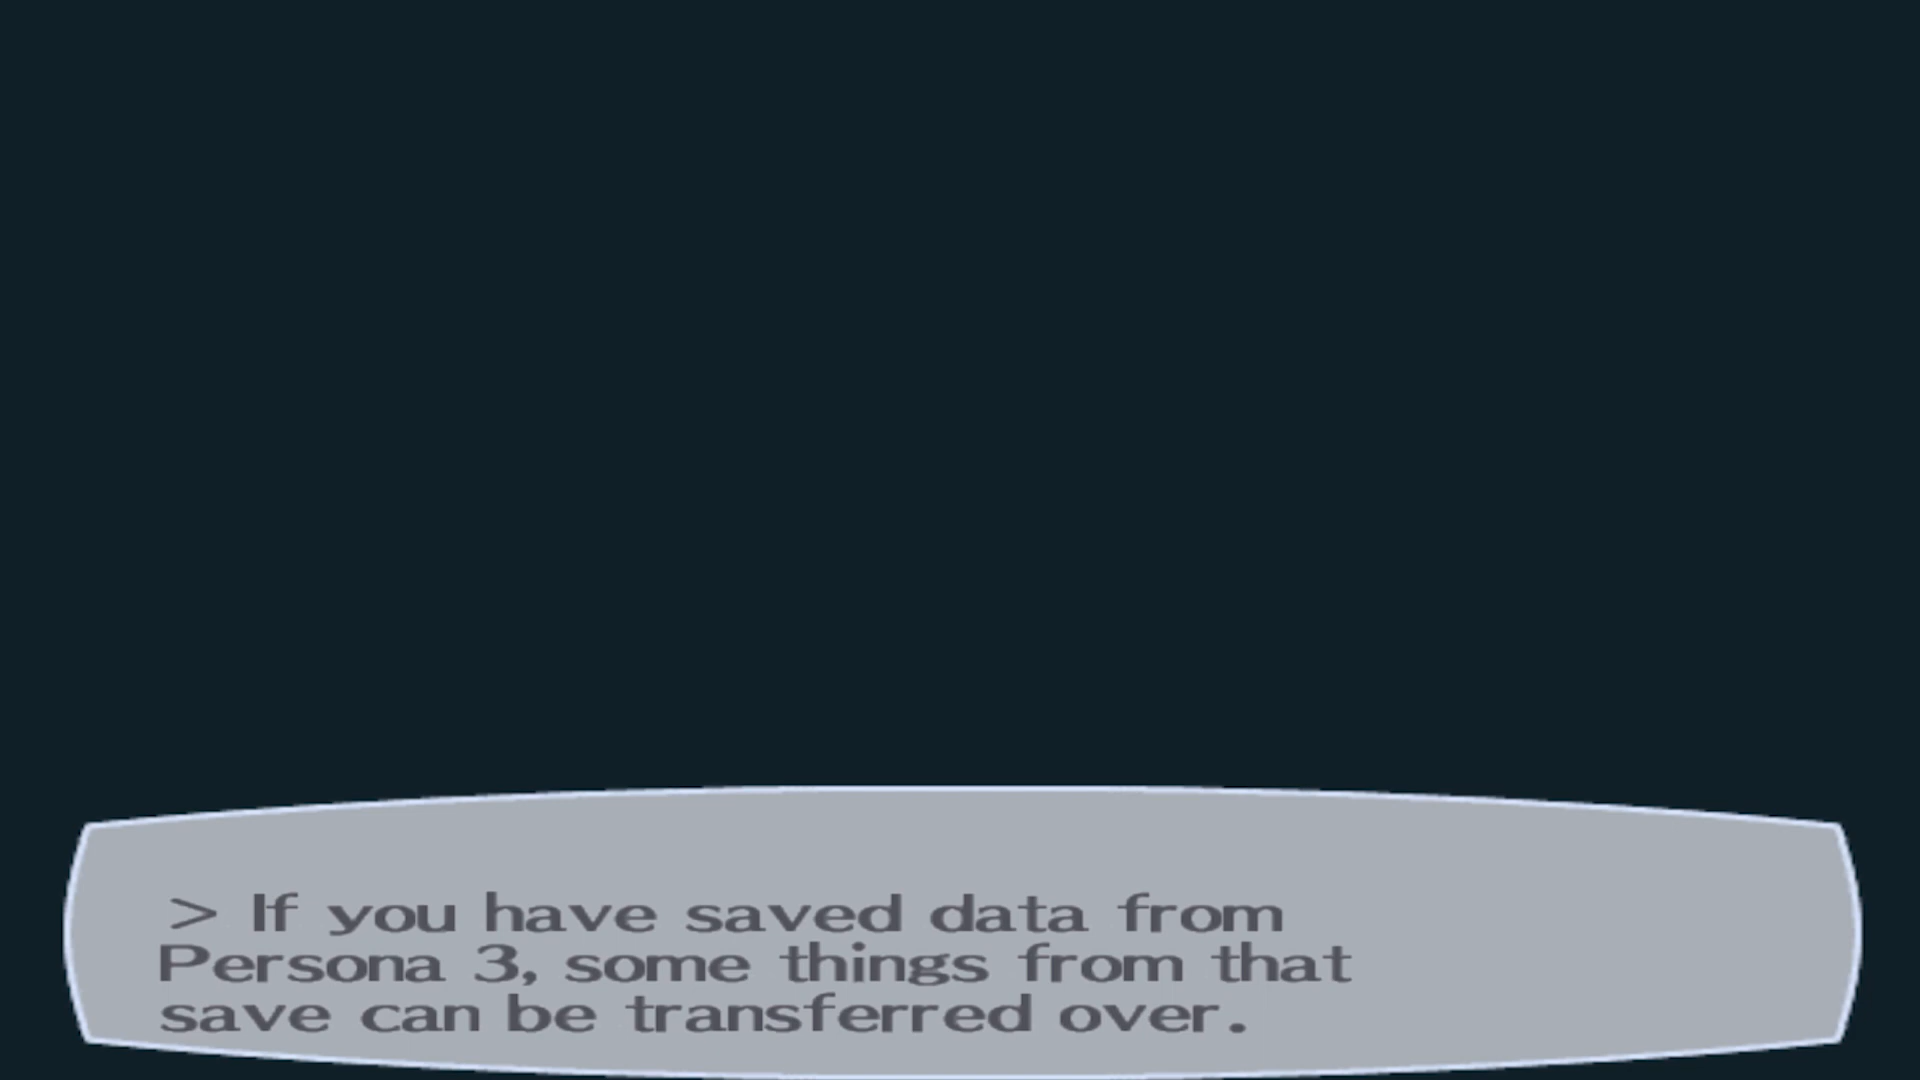 > If you have saved data from
Persona 3, some things from that
save can be transferred over.